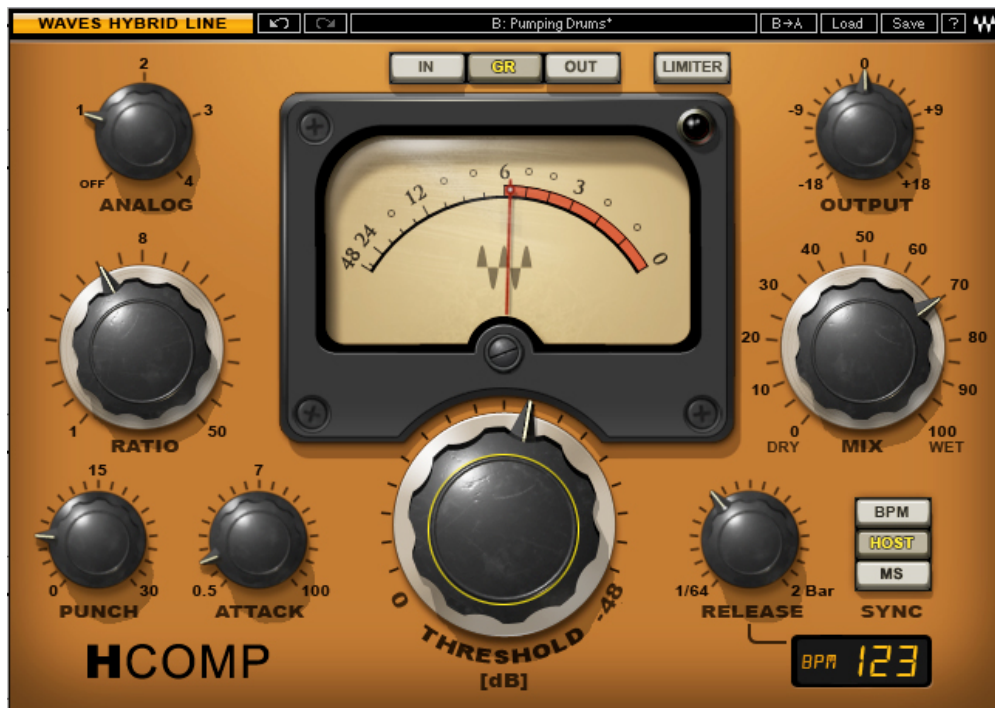 WAVES HYBRID LINE
B: Pumping Drums*
B→A
Load
Save
?
IN
GR
OUT
LIMITER
OFF 1 2 3 4
ANALOG
-18 -9 0 +9 +18
OUTPUT
48 24 12 6 3 0
1 8 50
RATIO
0 10 20 30 40 50 60 70 80 90 100
DRY
WET
MIX
0 15 30
PUNCH
0.5 7 100
ATTACK
0 -48
THRESHOLD
[dB]
1/64 2 Bar
RELEASE
BPM
HOST
MS
SYNC
BPM 123
HCOMP